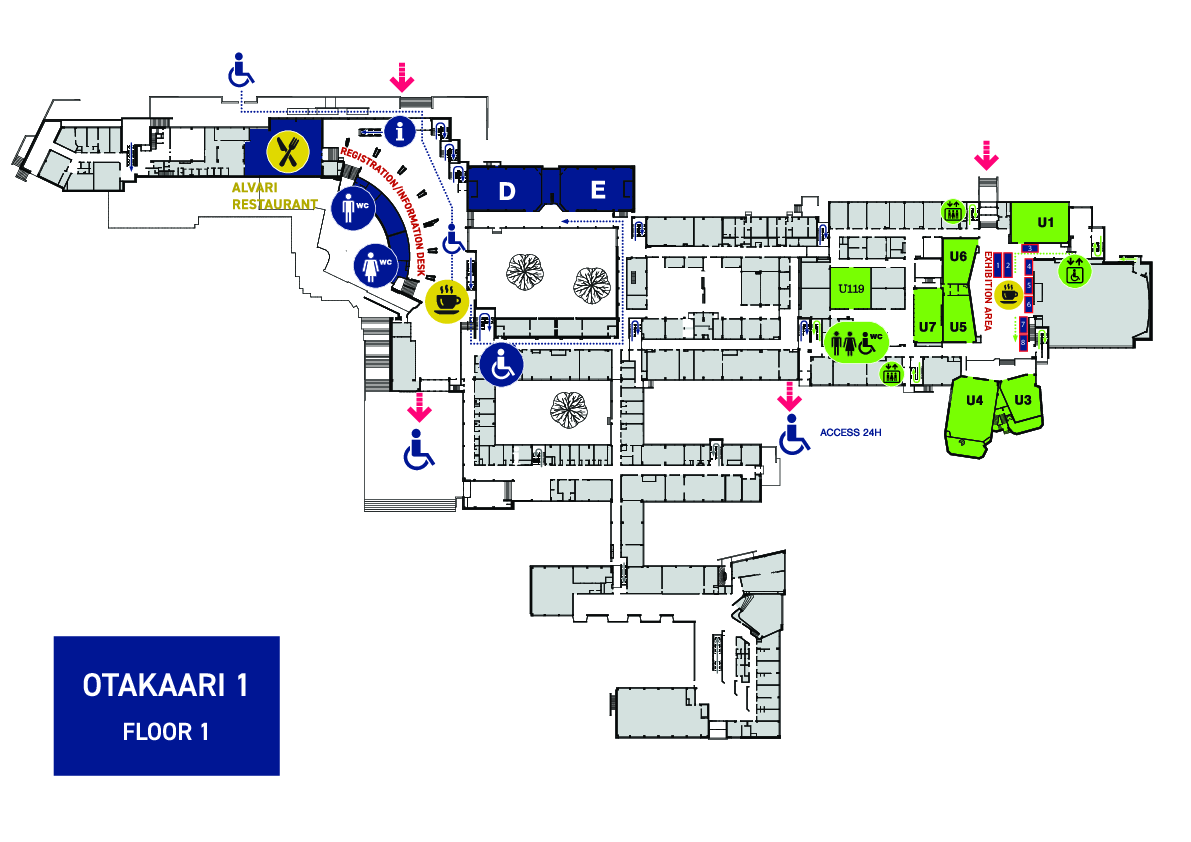 i
REGISTRATION/INFORMATION DESK
ALVARI
RESTAURANT
WC
WC
D
E
U1
U6
U119
U7
U5
EXHIBITION AREA
1
2
3
4
5
6
7
8
WC
U4
U3
ACCESS 24H
OTAKAARI 1
FLOOR 1